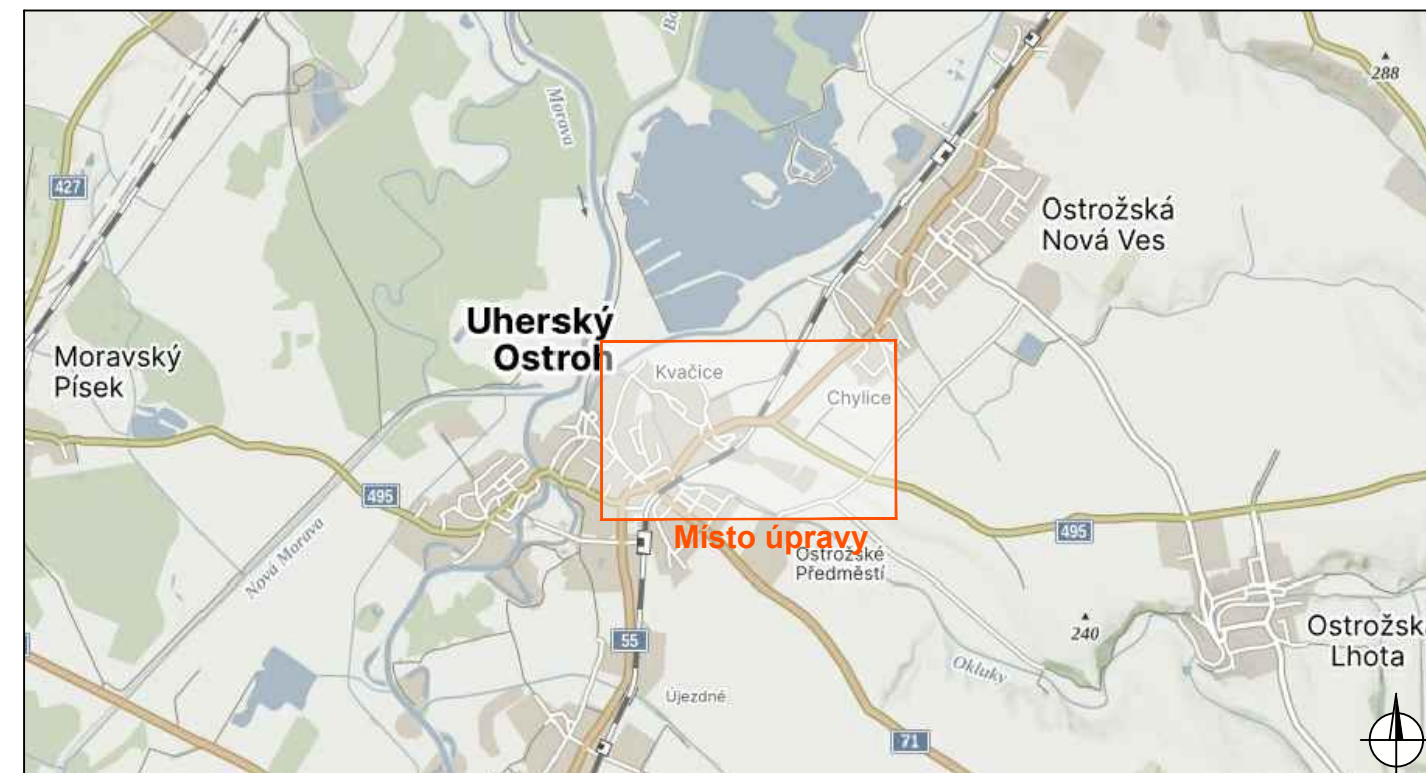 288
Morava
427
Ostrožská
Nová Ves
Uherský
Ostroh
Moravský
Písek
Kvačice
Chylice
495
Místo úpravy
495
Nová Morava
Ostrožské
Předměstí
240
55
Ostrožsk
Lhota
Okluky
Újezdné
71